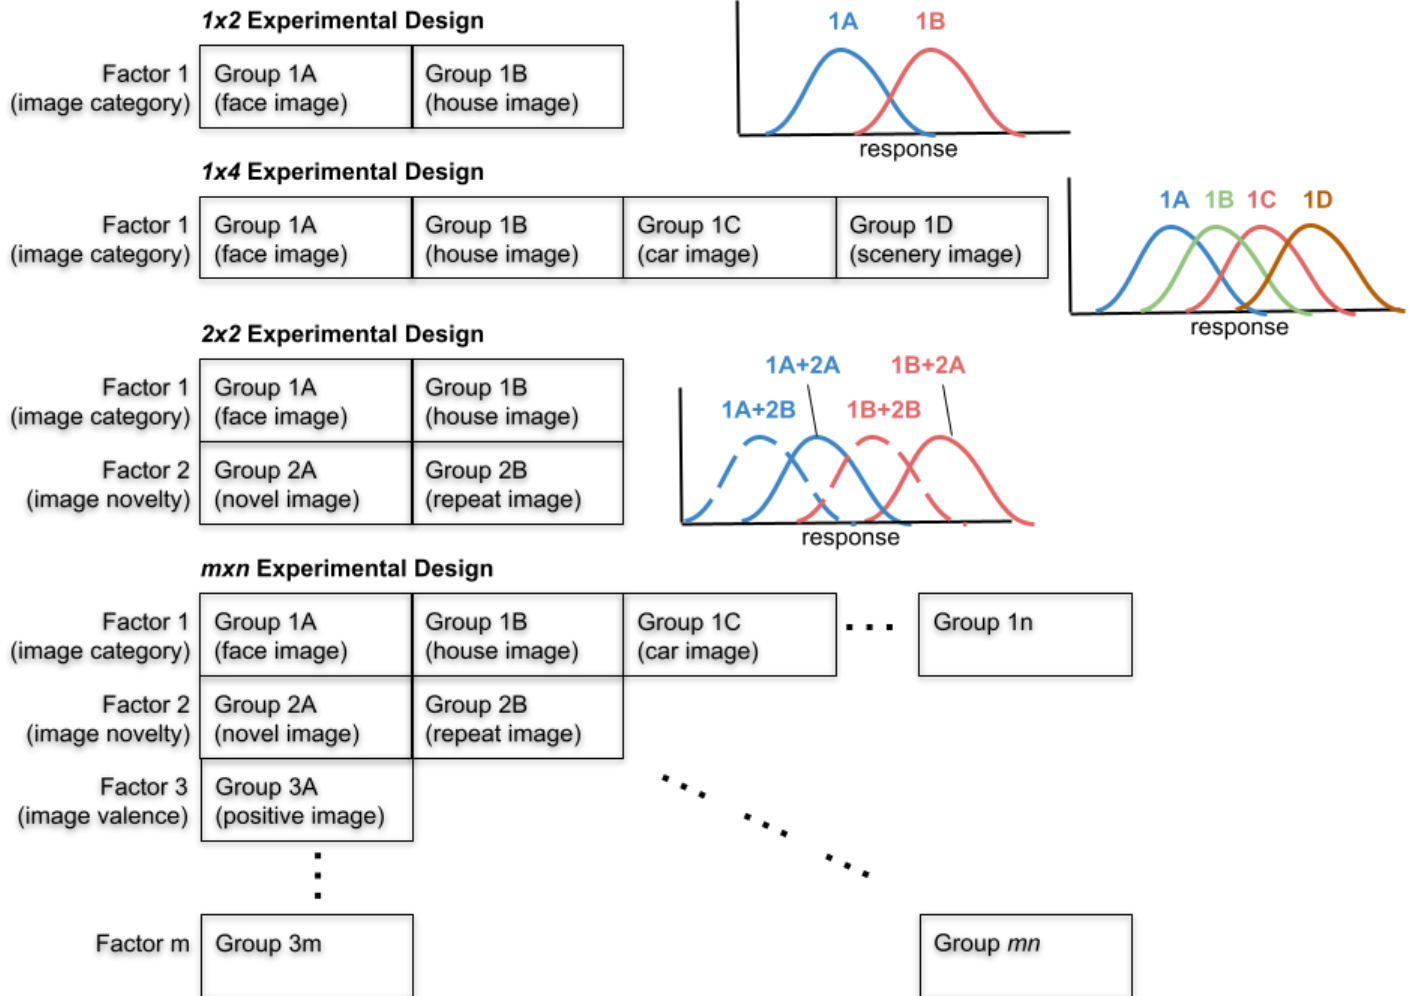 1x2 Experimental Design
Factor 1
(image category)
Group 1A
(face image)
Group 1B
(house image)
1A
1B
response
1x4 Experimental Design
Factor 1
(image category)
Group 1A
(face image)
Group 1B
(house image)
Group 1C
(car image)
Group 1D
(scenery image)
1A
1B
1C
1D
response
2x2 Experimental Design
Factor 1
(image category)
Group 1A
(face image)
Group 1B
(house image)
Factor 2
(image novelty)
Group 2A
(novel image)
Group 2B
(repeat image)
1A+2A
1B+2A
1A+2B
1B+2B
response
mxn Experimental Design
Factor 1
(image category)
Group 1A
(face image)
Group 1B
(house image)
Group 1C
(car image)
...
Group 1n
Factor 2
(image novelty)
Group 2A
(novel image)
Group 2B
(repeat image)
Factor 3
(image valence)
Group 3A
(positive image)
Factor m
Group 3m
Group mn